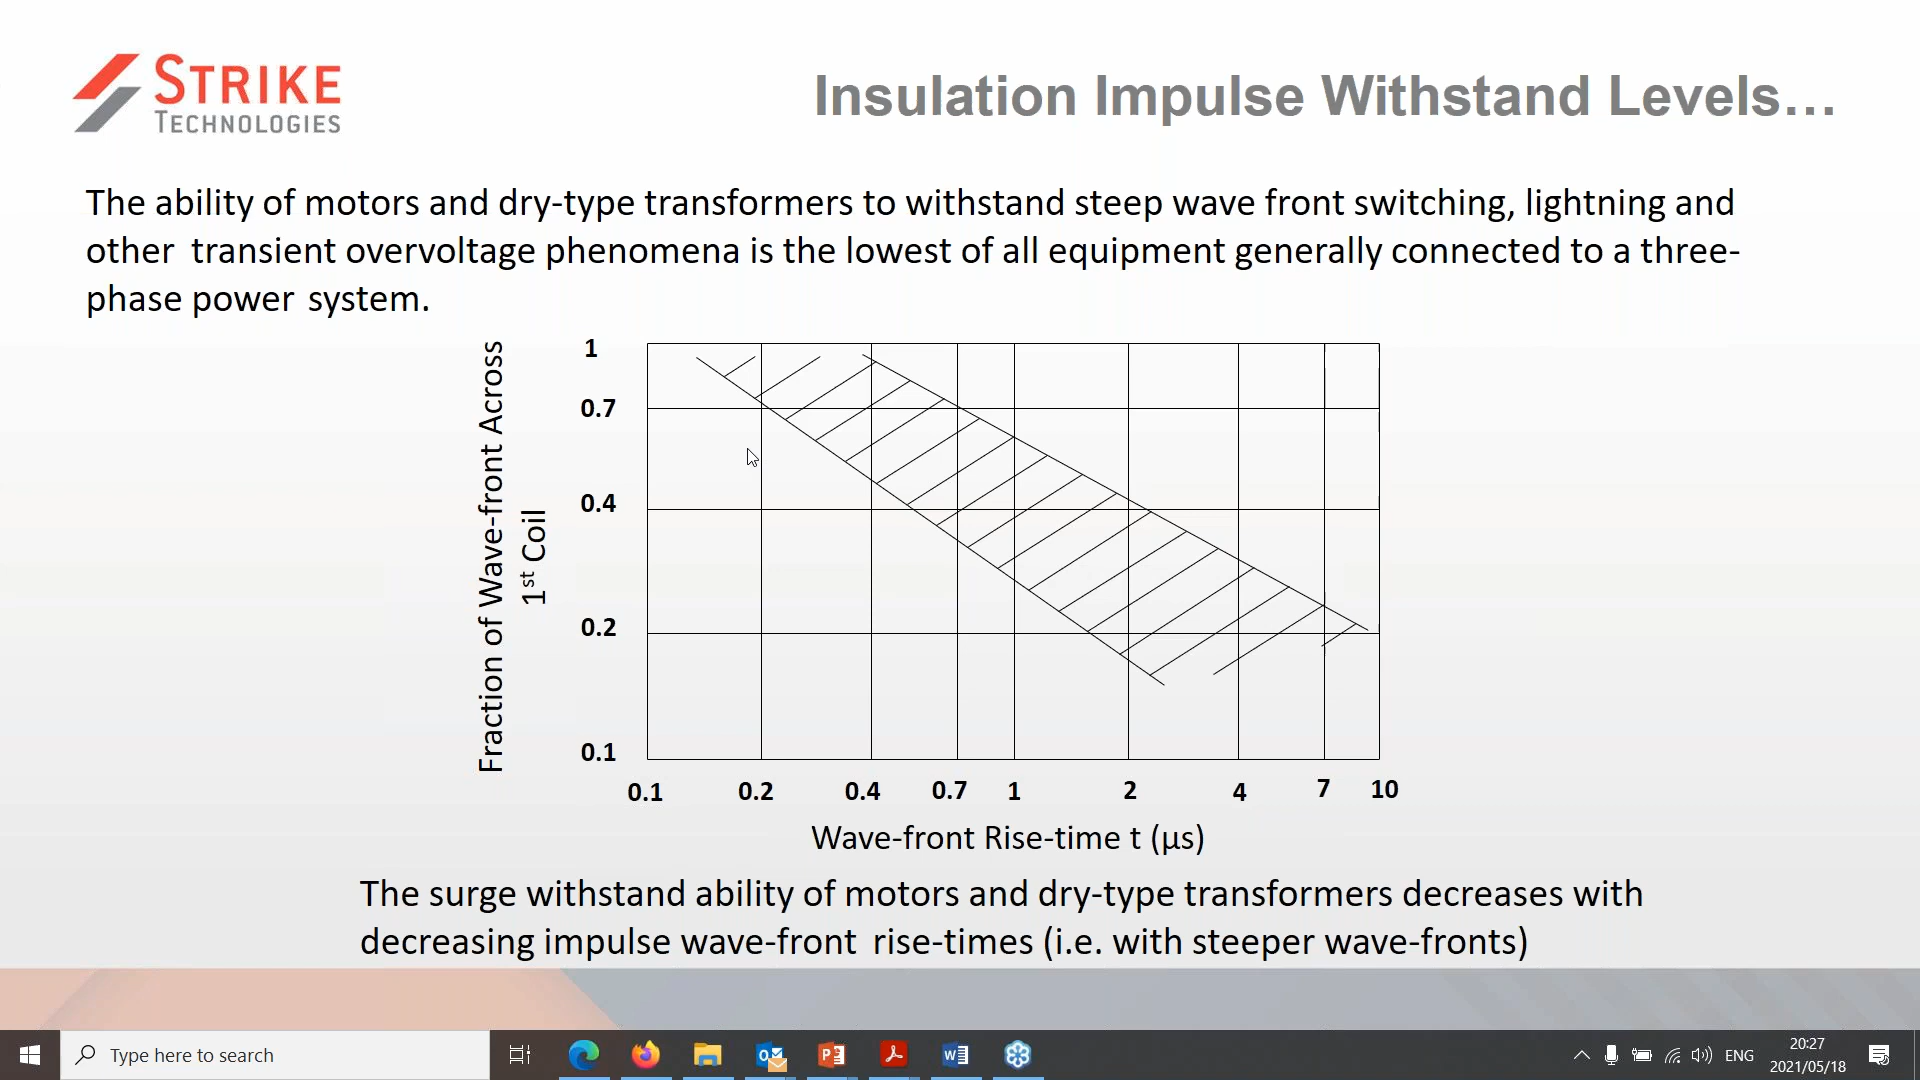 STRIKE
TECHNOLOGIES
Insulation Impulse Withstand Levels…
The ability of motors and dry-type transformers to withstand steep wave front switching, lightning and
other transient overvoltage phenomena is the lowest of all equipment generally connected to a three-
phase power system.
Fraction of Wave-front Across
1st Coil
1
0.7
0.4
0.2
0.1
0.1 0.2 0.4 0.7 1 2 4 7 10
Wave-front Rise-time t (µs)
The surge withstand ability of motors and dry-type transformers decreases with
decreasing impulse wave-front rise-times (i.e. with steeper wave-fronts)
Type here to search
ENG
20:27
2021/05/18